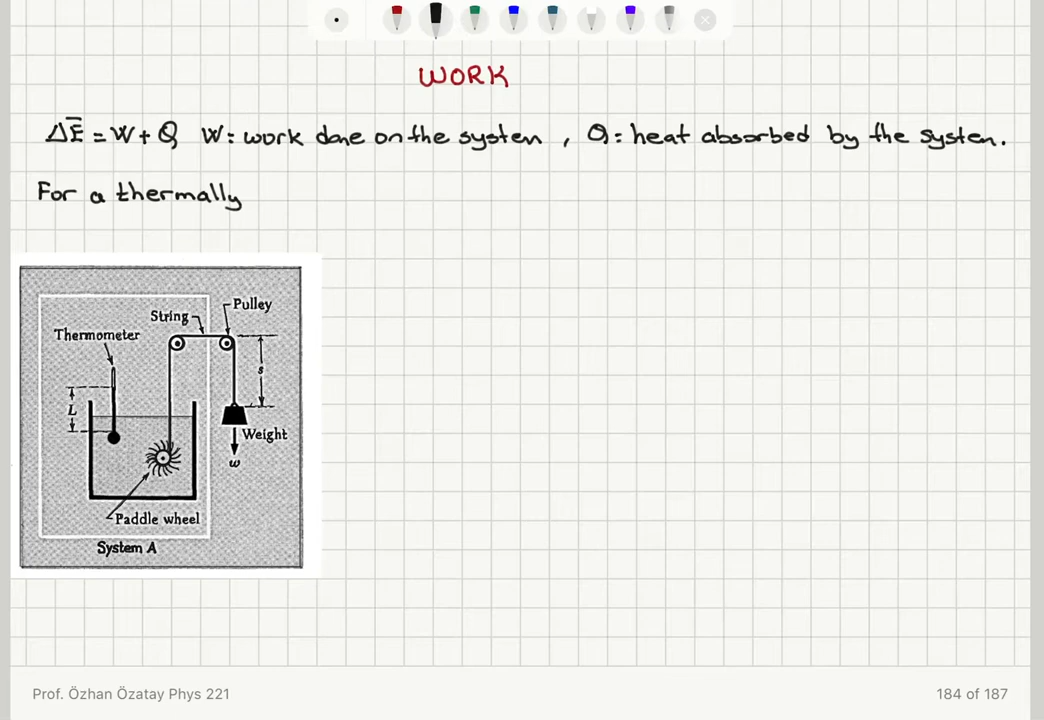 WORK
ΔE̅ = W + Q W: work done on the system , Q: heat absorbed by the system.
For a thermally
Pulley
String
Thermometer
s
L
Weight
w
Paddle wheel
System A
Prof. Özhan Özatay Phys 221
184 of 187